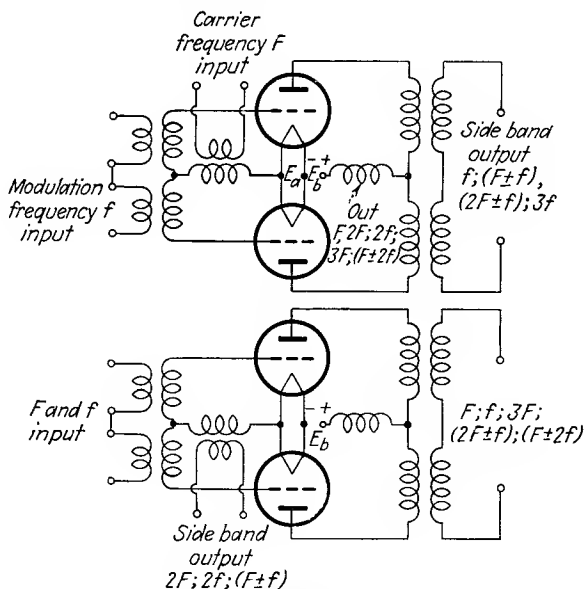 Carrier
frequency F
input
Modulation
frequency f
input
Ea
- +
Eb
Out
F,2F;2f;
3F;(F±2f)
Side band
output
f;(F±f),
(2F±f);3f
F and f
input
- +
Eb
F;f;3F;
(2F±f);(F±2f)
Side band
output
2F;2f;(F±f)